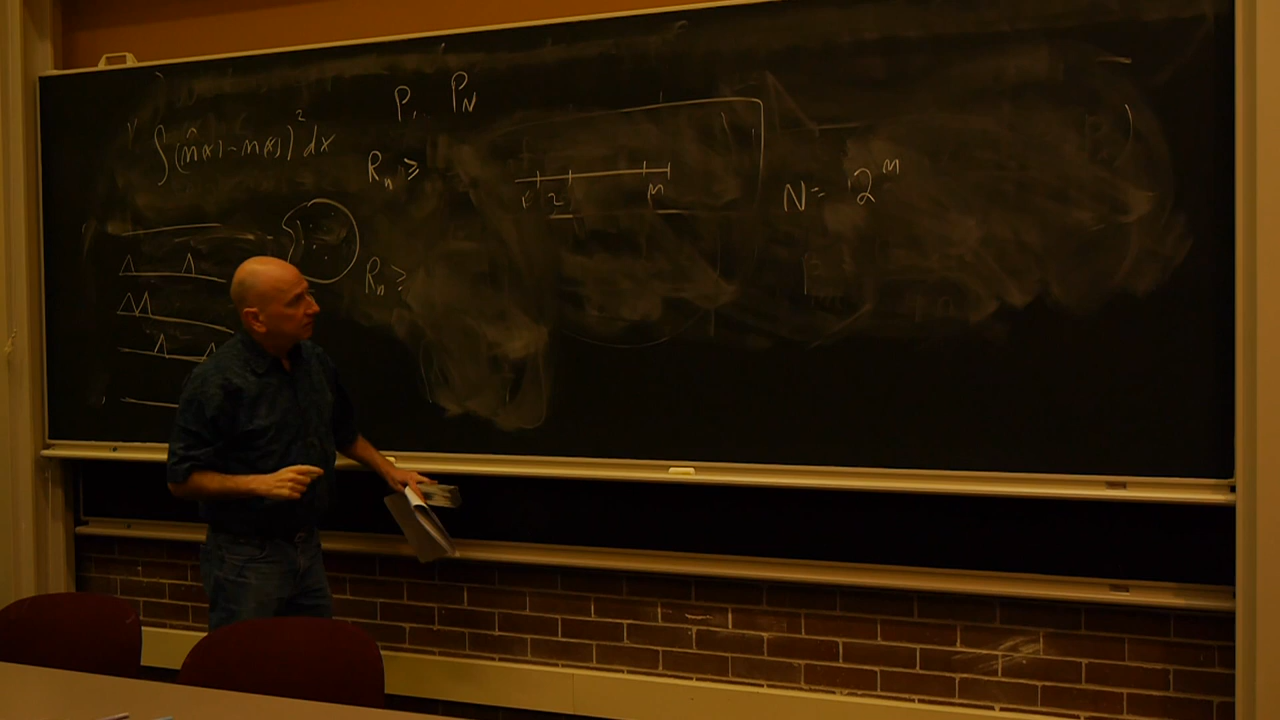 P₁ ... P_N
∫(m̂(x) - m(x))² dx
R_n ≥
1 2 m
N = 2^m
R_n ≥